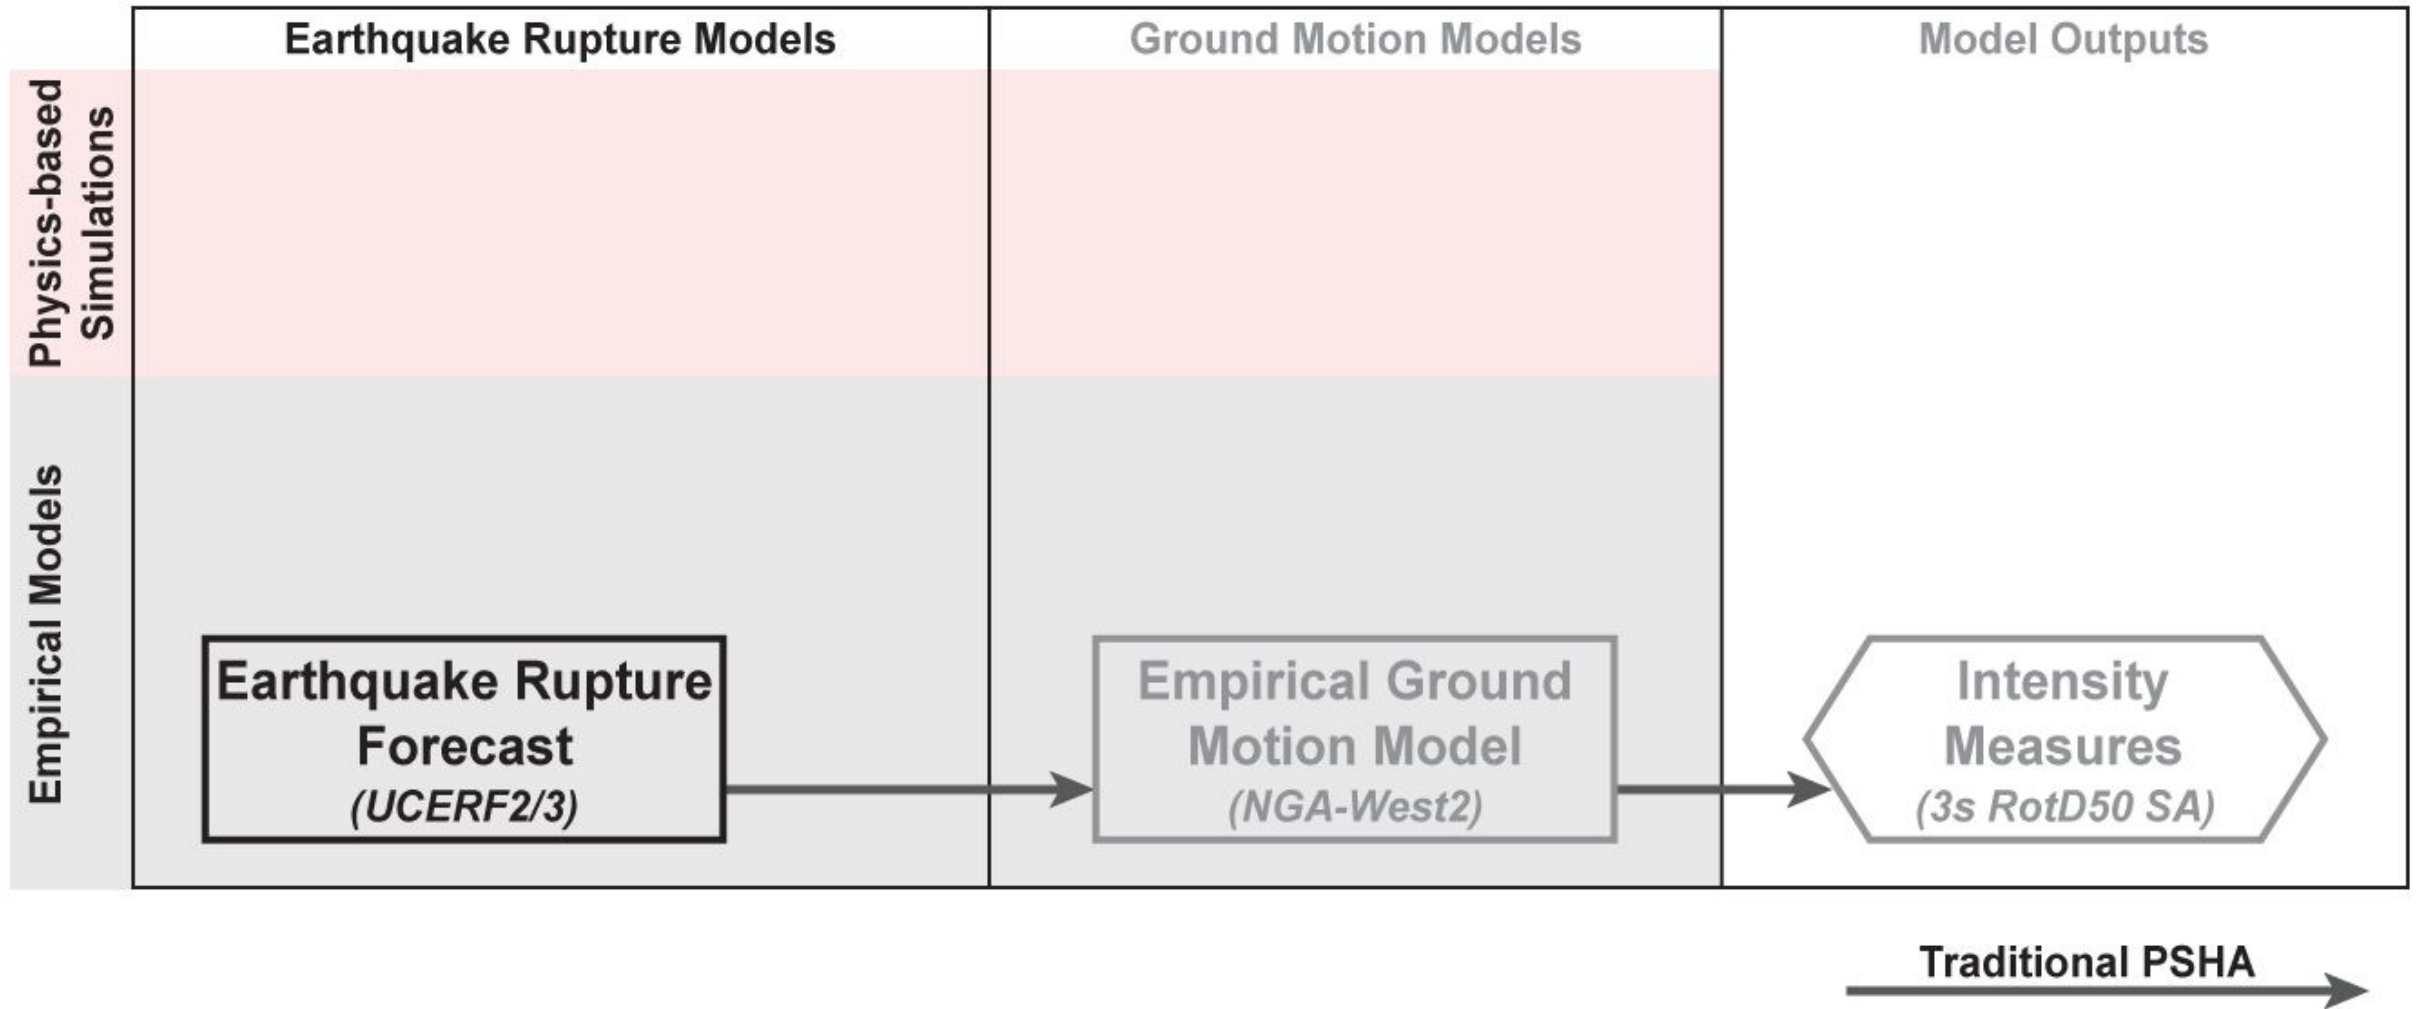 Earthquake Rupture Models
Ground Motion Models
Model Outputs
Physics-based
Simulations
Empirical Models
Earthquake Rupture
Forecast
(UCERF2/3)
Empirical Ground
Motion Model
(NGA-West2)
Intensity
Measures
(3s RotD50 SA)
Traditional PSHA